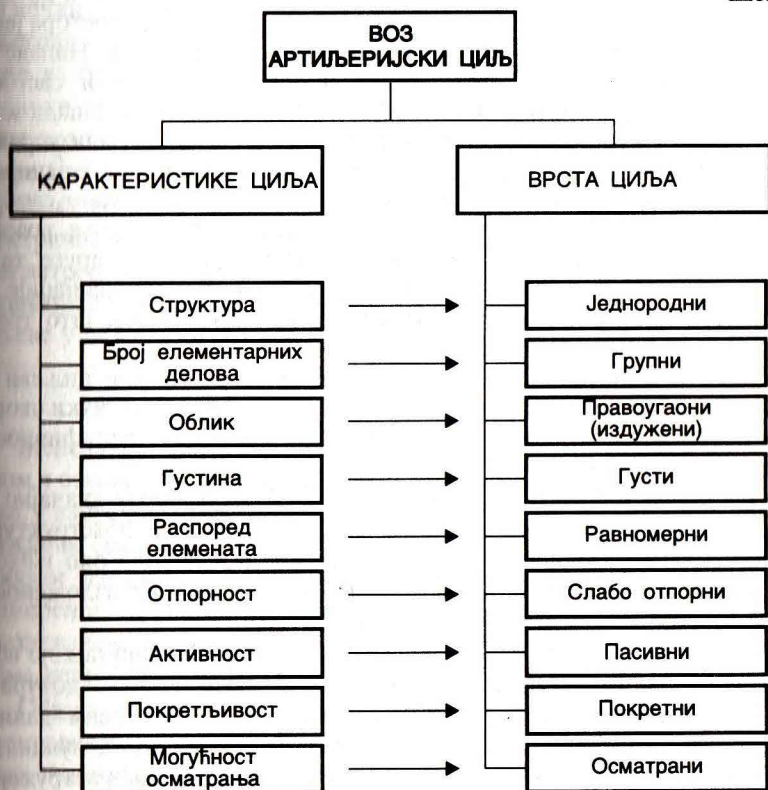 ВОЗ
АРТИЉЕРИЈСКИ ЦИЉ
КАРАКТЕРИСТИКЕ ЦИЉА
ВРСТА ЦИЉА
Структура
Једнородни
Број елементарних
делова
Групни
Облик
Правоугаони
(издужени)
Густина
Густи
Распоред
елемената
Равномерни
Отпорност
Слабо отпорни
Активност
Пасивни
Покретљивост
Покретни
Могућност
осматрања
Осматрани